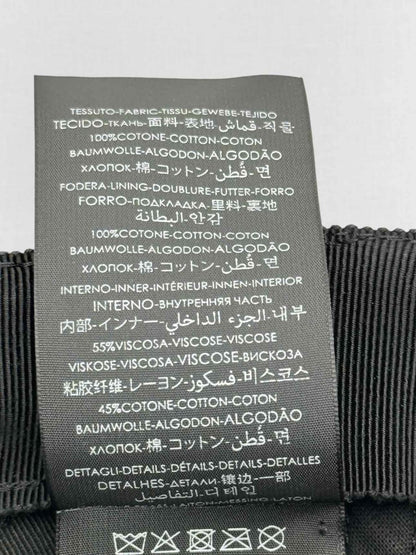 TESSUTO-FABRIC-TISSU-GEWEBE-TEJIDO
TECIDO-ТКАНЬ-面料-表地-قماش-직물
100%COTONE-COTTON-COTON
BAUMWOLLE-ALGODON-ALGODÃO
ХЛОПОК-棉-コットン-قطن-면
FODERA-LINING-DOUBLURE-FUTTER-FORRO
FORRO-ПОДКЛАДКА-里料-裏地
البطانة-안감
100%COTONE-COTTON-COTON
BAUMWOLLE-ALGODON-ALGODÃO
ХЛОПОК-棉-コットン-قطن-면
INTERNO-INNER-INTÉRIEUR-INNEN-INTERIOR
INTERNO-ВНУТРЕННЯЯ ЧАСТЬ
内部-インナー-الجزء الداخلي-내부
55%VISCOSA-VISCOSE-VISCOSE
VISKOSE-VISCOSA-VISCOSE-ВИСКОЗА
粘胶纤维-レーヨン-فسكوز-비스코스
45%COTONE-COTTON-COTON
BAUMWOLLE-ALGODON-ALGODÃO
ХЛОПОК-棉-コットン-قطن-면
DETTAGLI-DETAILS-DÉTAILS-DETAILS-DETALLES
DETALHES-ДЕТАЛИ-镶边-一部
التفاصيل-디테일